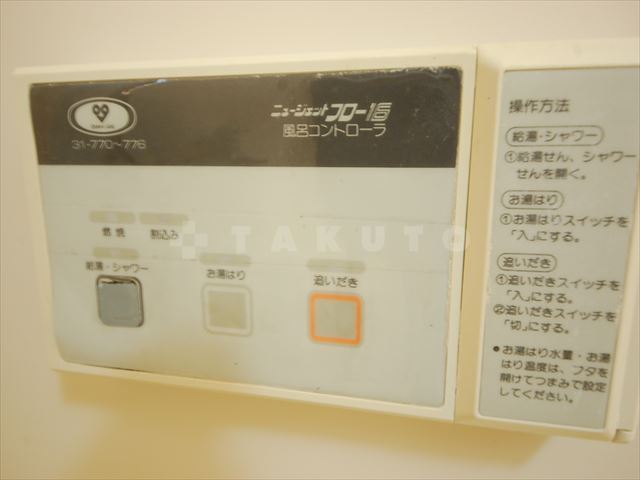 31-770~776
ニュージェットフロー16
風呂コントローラ
燃焼
割込み
給湯・シャワー
お湯はり
追いだき
TAKUTO
操作方法
給湯・シャワー
①給湯せん、シャワー
せんを開く。
お湯はり
①お湯はりスイッチを
「入」にする。
追いだき
①追いだきスイッチを
「入」にする。
②追いだきスイッチを
「切」にする。
●お湯はり水量・お湯
はり温度は、フタを
開けてつまみで設定
してください。